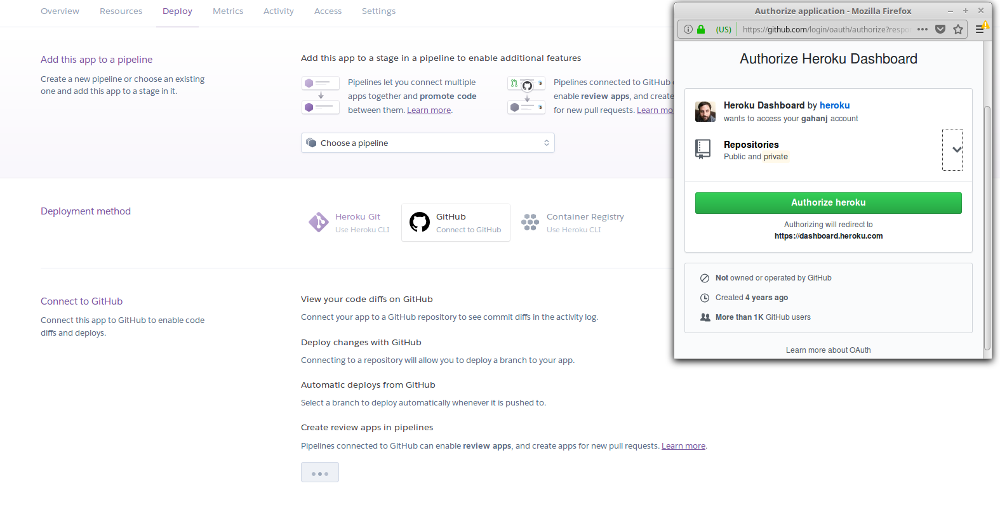 Overview Resources Deploy Metrics Activity Access Settings
Add this app to a pipeline
Create a new pipeline or choose an existing
one and add this app to a stage in it.
Add this app to a stage in a pipeline to enable additional features
Pipelines let you connect multiple
apps together and promote code
between them. Learn more.
Pipelines connected to GitHub
enable review apps, and create
for new pull requests. Learn mo
Choose a pipeline
Deployment method
Heroku Git
Use Heroku CLI
GitHub
Connect to GitHub
Container Registry
Use Heroku CLI
Connect to GitHub
Connect this app to GitHub to enable code
diffs and deploys.
View your code diffs on GitHub
Connect your app to a GitHub repository to see commit diffs in the activity log.
Deploy changes with GitHub
Connecting to a repository will allow you to deploy a branch to your app.
Automatic deploys from GitHub
Select a branch to deploy automatically whenever it is pushed to.
Create review apps in pipelines
Pipelines connected to GitHub can enable review apps, and create apps for new pull requests. Learn more.
Authorize application - Mozilla Firefox
(US) https://github.com/login/oauth/authorize?respo
Authorize Heroku Dashboard
Heroku Dashboard by heroku
wants to access your gahanj account
Repositories
Public and private
Authorize heroku
Authorizing will redirect to
https://dashboard.heroku.com
Not owned or operated by GitHub
Created 4 years ago
More than 1K GitHub users
Learn more about OAuth